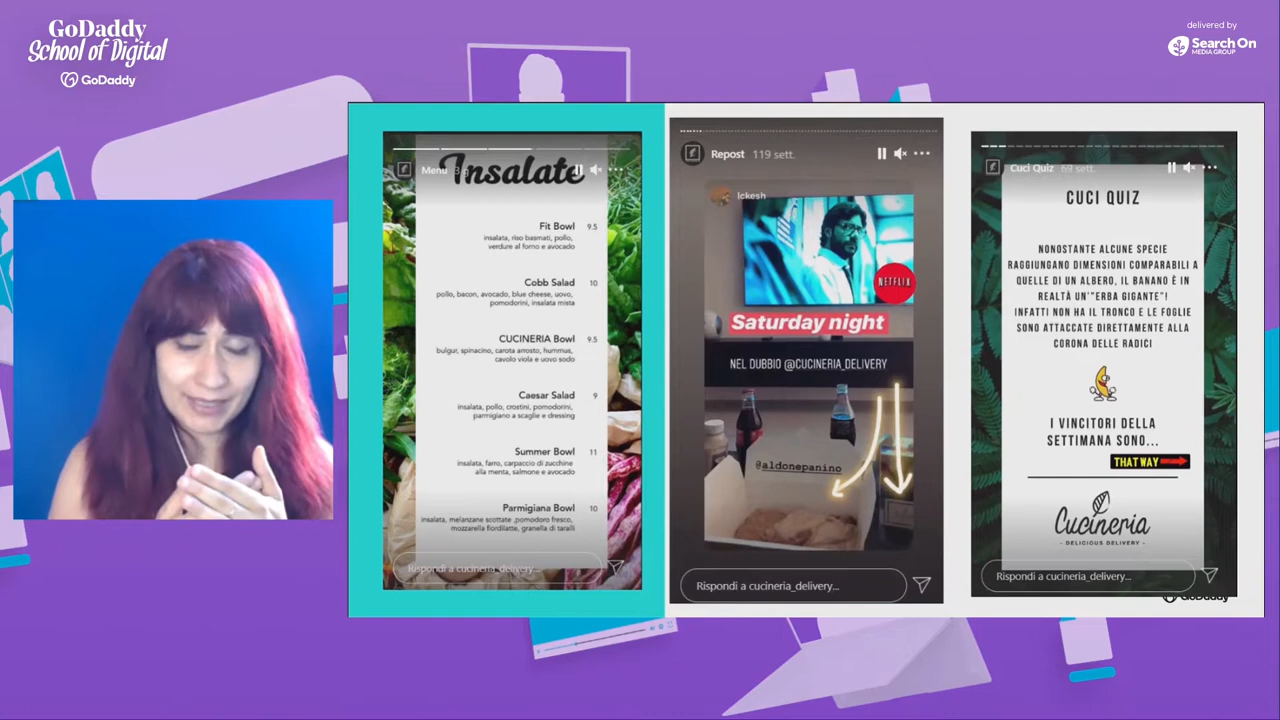 GoDaddy
School of Digital
GoDaddy
delivered by
Search On
MEDIA GROUP
Insalate
Menu
Fit Bowl 9.5
insalata, riso basmati, pollo,
verdure al forno e avocado
Cobb Salad 10
pollo, bacon, avocado, blue cheese, uovo,
pomodorini, insalata mista
CUCINERIA Bowl 9.5
bulgur, spinacino, carota arrosto, hummus,
cavolo viola e uovo sodo
Caesar Salad 9
insalata, pollo, crostini, pomodorini,
parmigiano a scaglie e dressing
Summer Bowl 11
insalata, farro, carpaccio di zucchine
alla menta, salmone e avocado
Parmigiana Bowl 10
insalata, melanzane scottate ,pomodoro fresco,
mozzarella fiordilatte, granella di taralli
Rispondi a cucineria_delivery...
Repost 119 sett.
lckesh
NETFLIX
Saturday night
NEL DUBBIO @CUCINERIA_DELIVERY
@aldonepanino
Rispondi a cucineria_delivery...
Cuci Quiz 69 sett.
CUCI QUIZ
NONOSTANTE ALCUNE SPECIE
RAGGIUNGANO DIMENSIONI COMPARABILI A
QUELLE DI UN ALBERO, IL BANANO È IN
REALTÀ UN'"ERBA GIGANTE"!
INFATTI NON HA IL TRONCO E LE FOGLIE
SONO ATTACCATE DIRETTAMENTE ALLA
CORONA DELLE RADICI
I VINCITORI DELLA
SETTIMANA SONO...
THAT WAY
Cucineria
- DELICIOUS DELIVERY -
Rispondi a cucineria_delivery...
GoDaddy